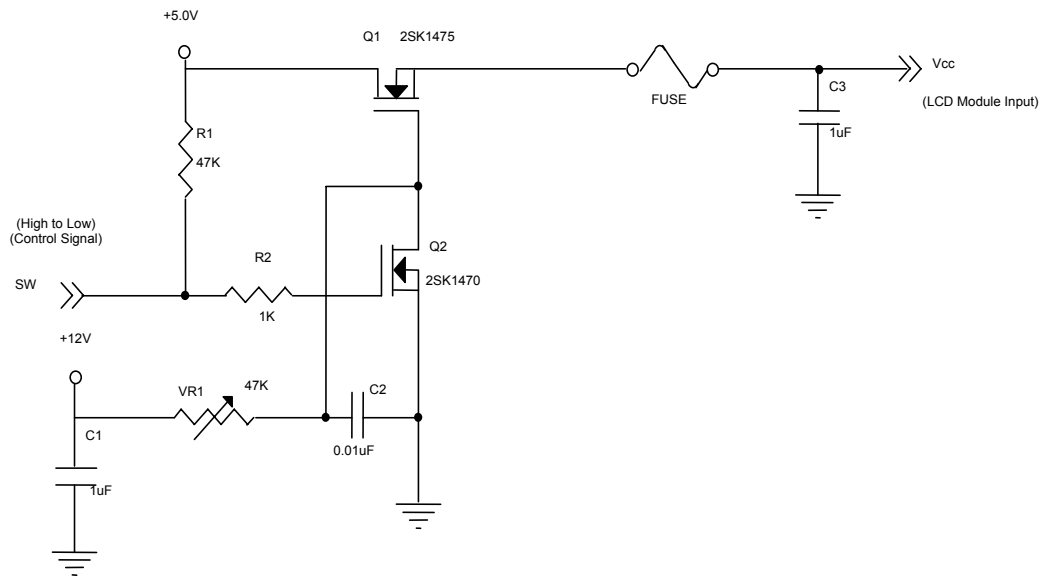 +5.0V
Q1 2SK1475
FUSE
Vcc
C3
(LCD Module Input)
1uF
R1
47K
(High to Low)
(Control Signal)
Q2
R2
SW
2SK1470
1K
+12V
VR1
47K
C2
C1
0.01uF
1uF